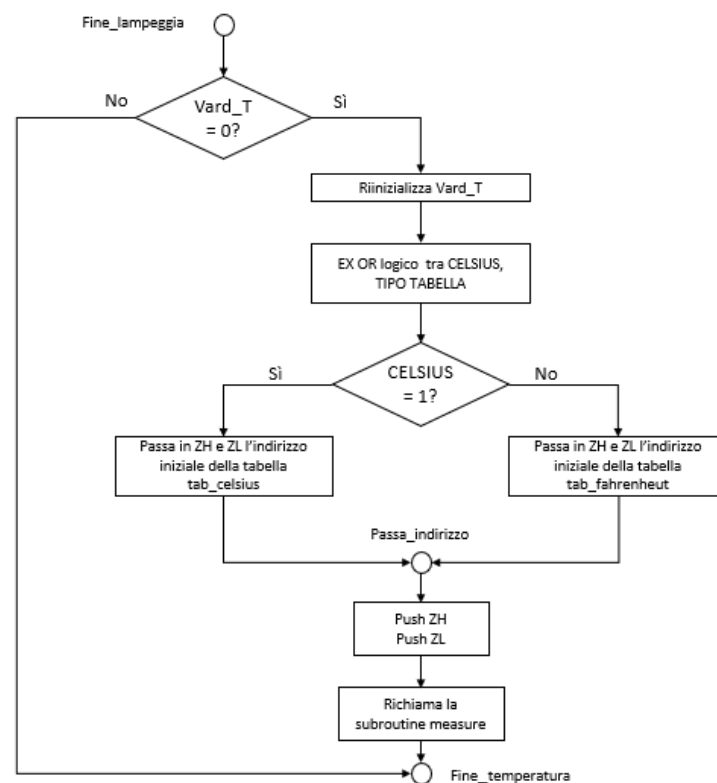 Fine_lampeggia
No
Vard_T
= 0?
Sì
Riinizializza Vard_T
EX OR logico tra CELSIUS,
TIPO TABELLA
Sì
CELSIUS
= 1?
No
Passa in ZH e ZL l'indirizzo
iniziale della tabella
tab_celsius
Passa in ZH e ZL l'indirizzo
iniziale della tabella
tab_fahrenheut
Passa_indirizzo
Push ZH
Push ZL
Richiama la
subroutine measure
Fine_temperatura